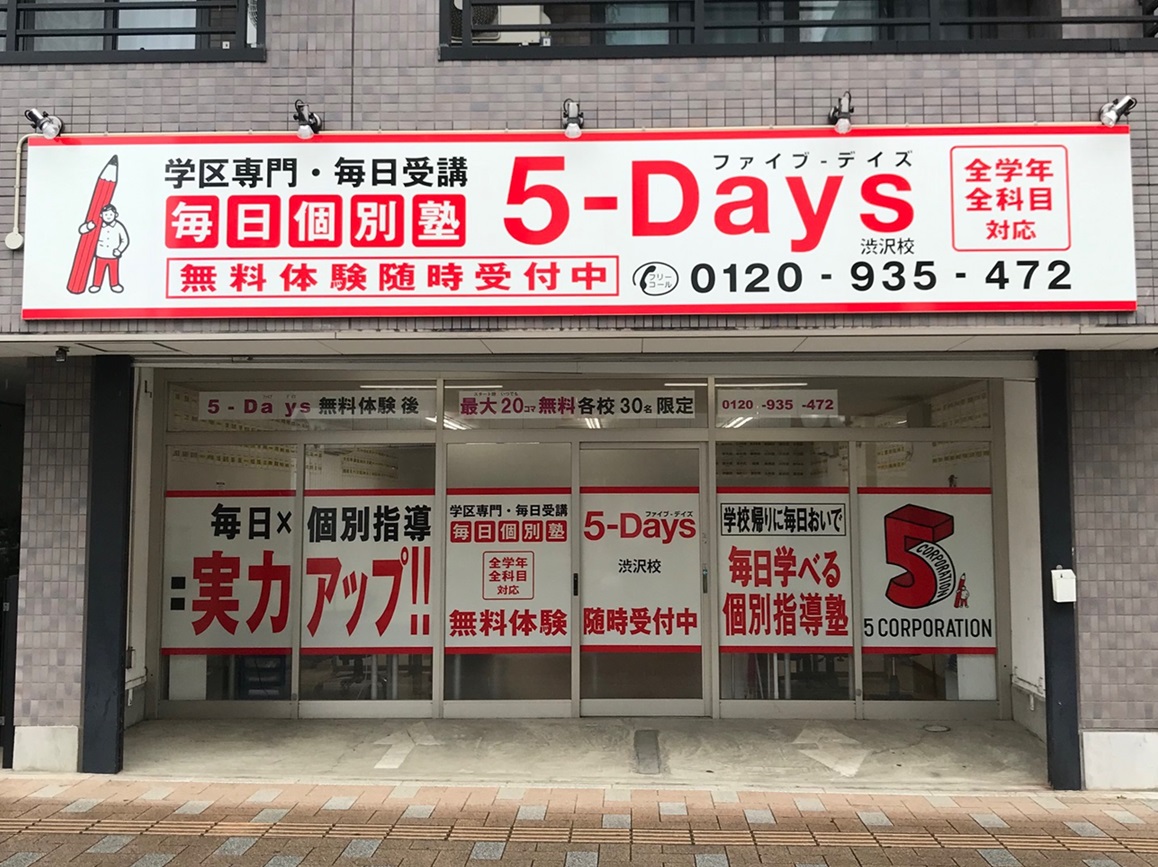 学区専門・毎日受講
毎日個別塾
無料体験随時受付中
ファイブ-デイズ
5-Days
渋沢校
フリーコール
0120-935-472
全学年
全科目
対応
5-Days 無料体験後
最大20コマ無料各校30名限定
0120-935-472
毎日×個別指導
=実力アップ!!
学区専門・毎日受講
毎日個別塾
全学年
全科目
対応
無料体験
ファイブ-デイズ
5-Days
渋沢校
随時受付中
学校帰りに毎日おいで
毎日学べる
個別指導塾
5
CORPORATION
5 CORPORATION